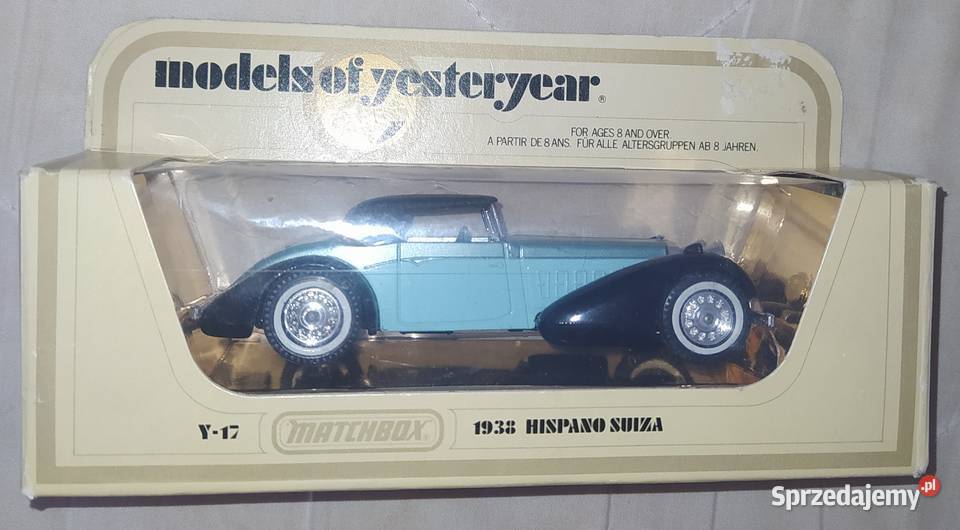 models of yesteryear®
FOR AGES 8 AND OVER.
A PARTIR DE 8 ANS. FÜR ALLE ALTERSGRUPPEN AB 8 JAHREN.
Y-17 MATCHBOX 1938 HISPANO SUIZA
Sprzedajemy.pl